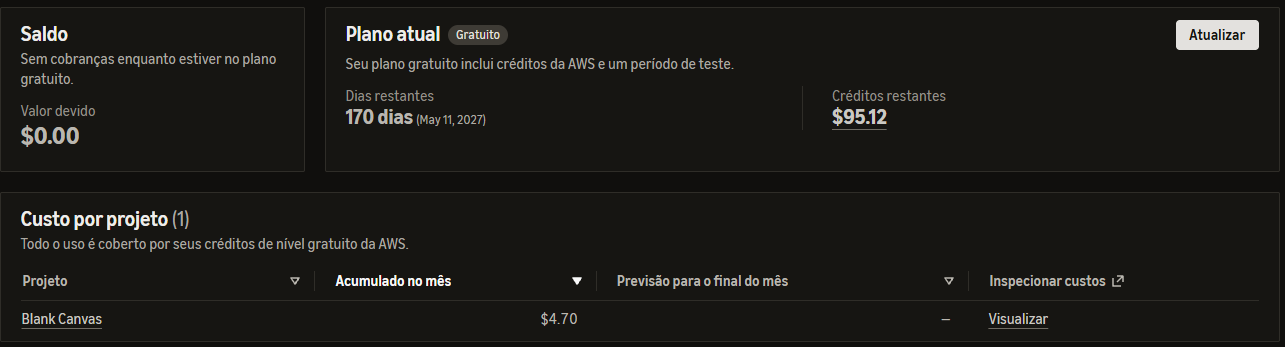 Saldo
Sem cobranças enquanto estiver no plano
gratuito.
Valor devido
$0.00
Plano atual Gratuito
Atualizar
Seu plano gratuito inclui créditos da AWS e um período de teste.
Dias restantes
170 dias (May 11, 2027)
Créditos restantes
$95.12
Custo por projeto (1)
Todo o uso é coberto por seus créditos de nível gratuito da AWS.
Projeto Acumulado no mês Previsão para o final do mês Inspecionar custos
Blank Canvas $4.70 – Visualizar